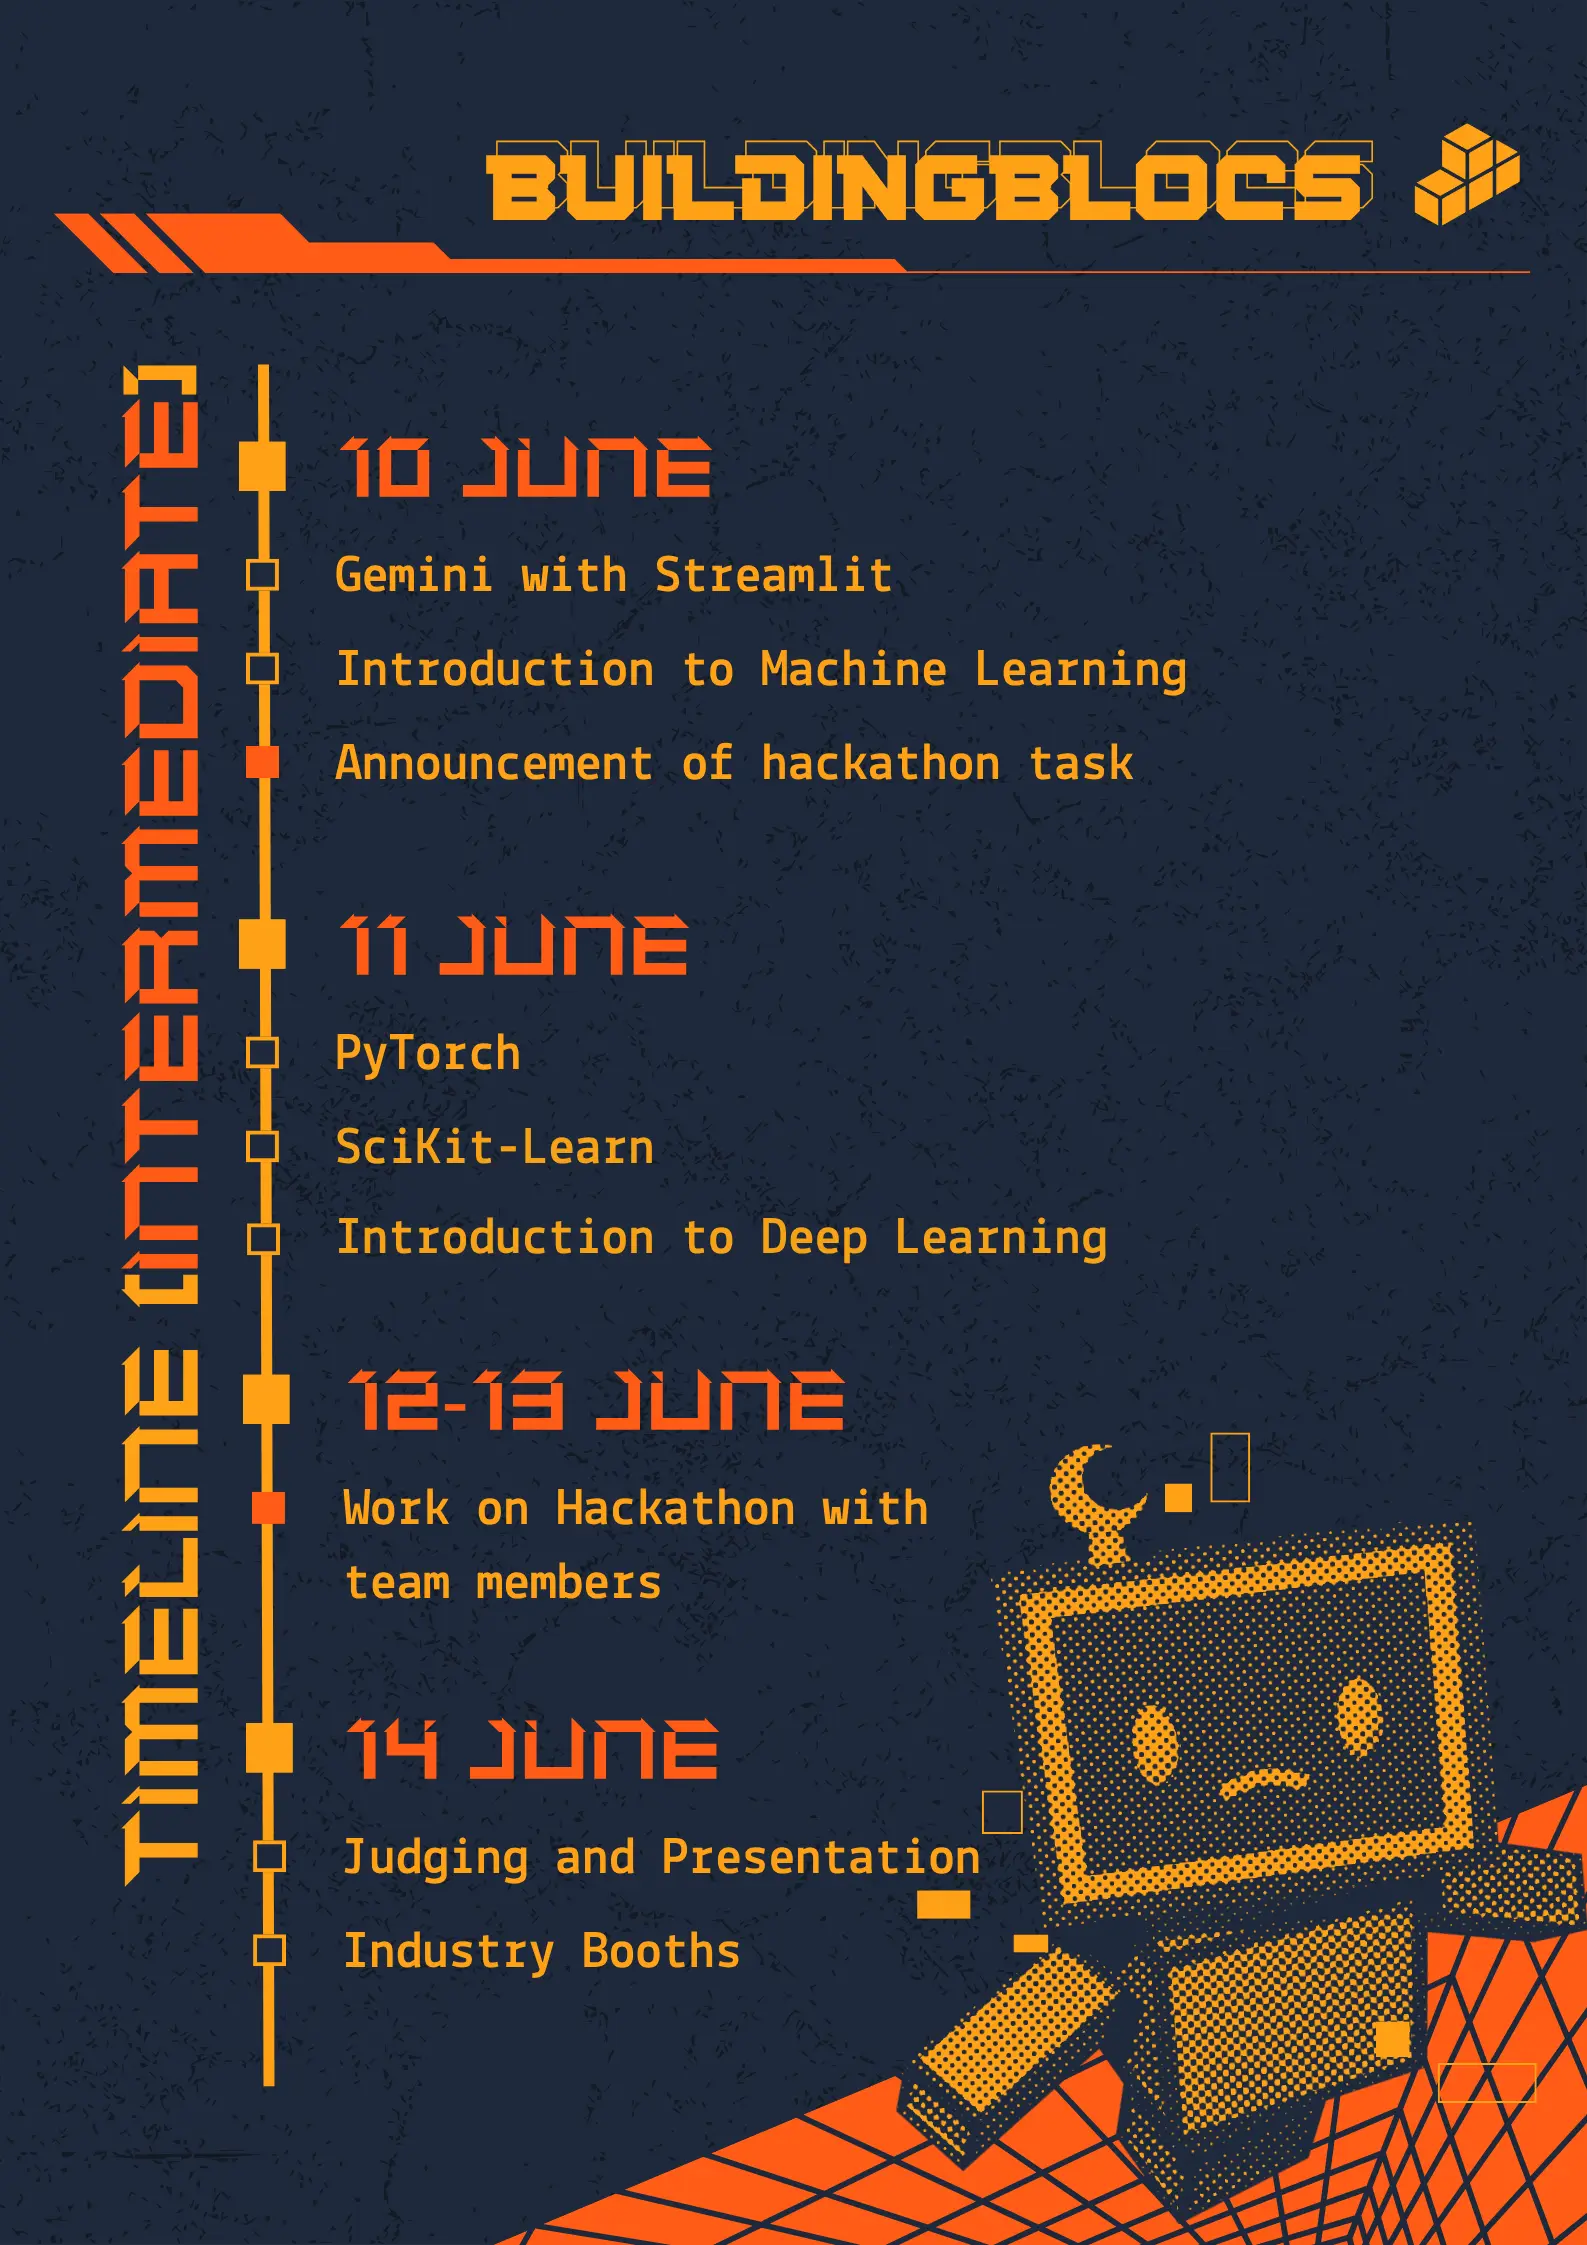 BUILDINGBLOCS
TIMELINE (INTERMEDIATE)
10 JUNE
Gemini with Streamlit
Introduction to Machine Learning
Announcement of hackathon task
11 JUNE
PyTorch
SciKit-Learn
Introduction to Deep Learning
12-13 JUNE
Work on Hackathon with
team members
14 JUNE
Judging and Presentation
Industry Booths